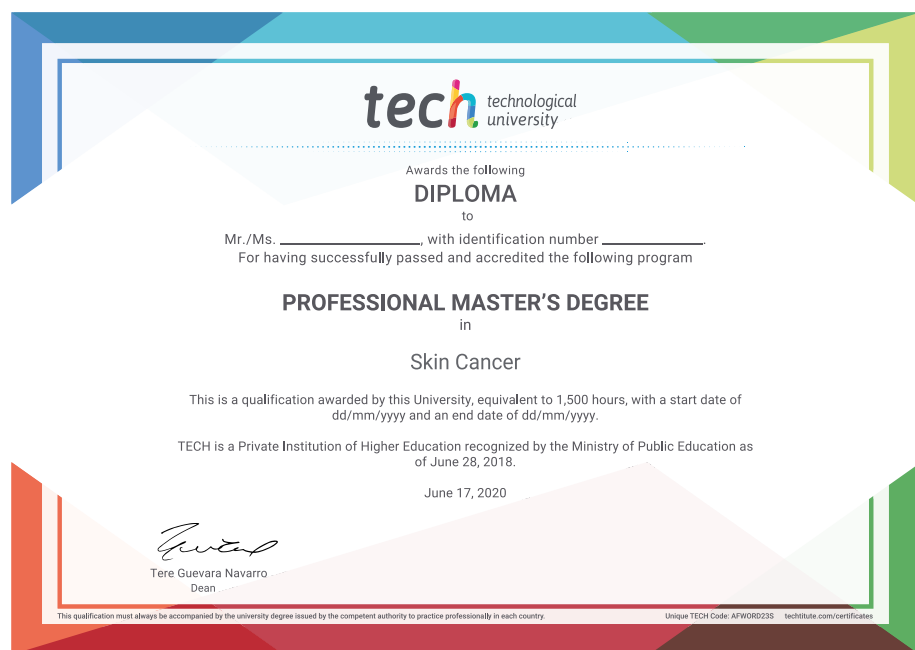 tech technological
university
Awards the following
DIPLOMA
to
Mr./Ms. ____________, with identification number ____________.
For having successfully passed and accredited the following program
PROFESSIONAL MASTER'S DEGREE
in
Skin Cancer
This is a qualification awarded by this University, equivalent to 1,500 hours, with a start date of
dd/mm/yyyy and an end date of dd/mm/yyyy.
TECH is a Private Institution of Higher Education recognized by the Ministry of Public Education as
of June 28, 2018.
June 17, 2020
Tere Guevara Navarro
Dean
This qualification must always be accompanied by the university degree issued by the competent authority to practice professionally in each country. Unique TECH Code: AFWORD23S techtitute.com/certificates